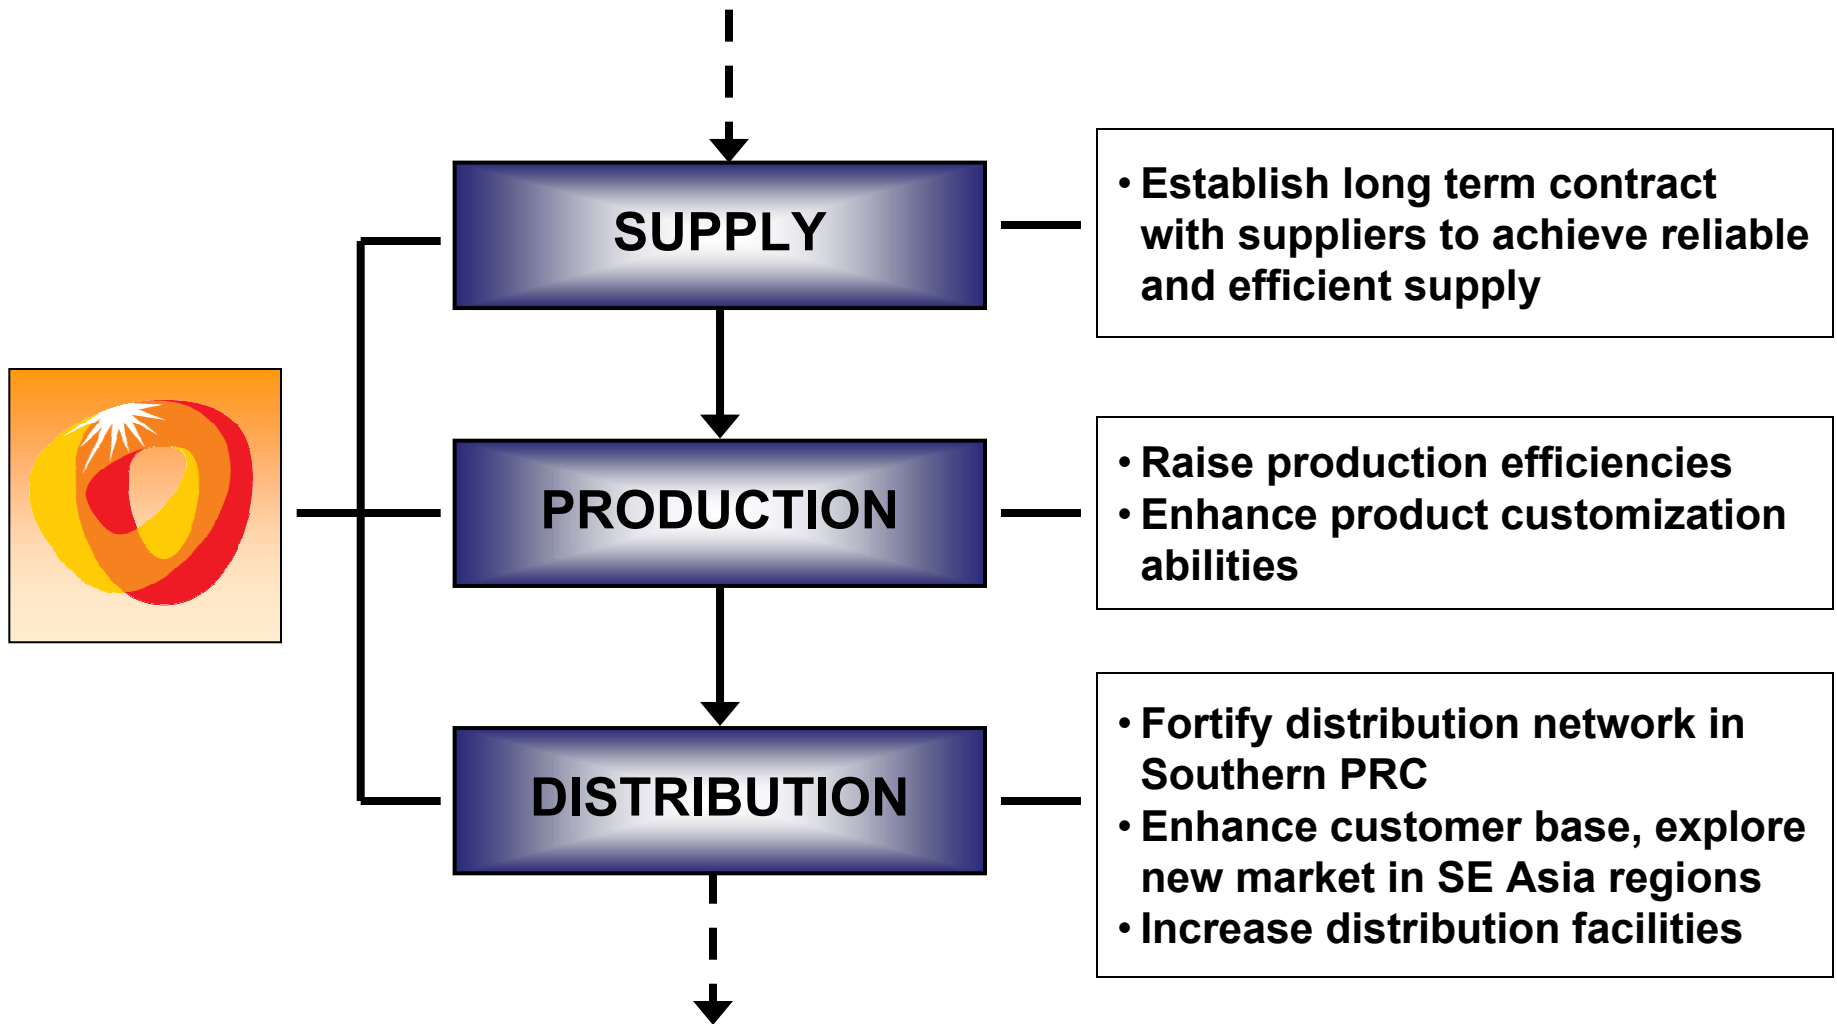 SUPPLY
• Establish long term contract
with suppliers to achieve reliable
and efficient supply
PRODUCTION
• Raise production efficiencies
• Enhance product customization
abilities
DISTRIBUTION
• Fortify distribution network in
Southern PRC
• Enhance customer base, explore
new market in SE Asia regions
• Increase distribution facilities